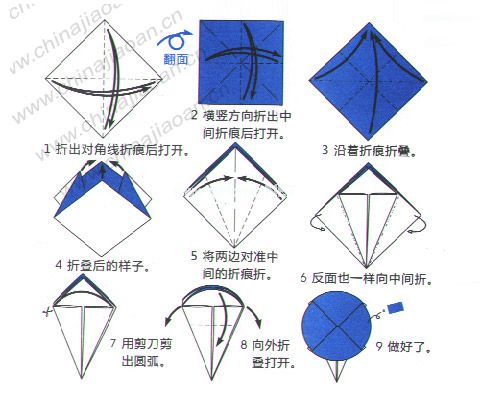 www.chinajiaoan.cn
www.chinajiaoan.cn
翻面
1 折出对角线折痕后打开。
2 横竖方向折出中
间折痕后打开。
3 沿着折痕折叠。
4 折叠后的样子。
5 将两边对准中
间的折痕折。
6 反面也一样向中间折。
7 用剪刀剪
出圆弧。
8 向外折
叠打开。
9 做好了。